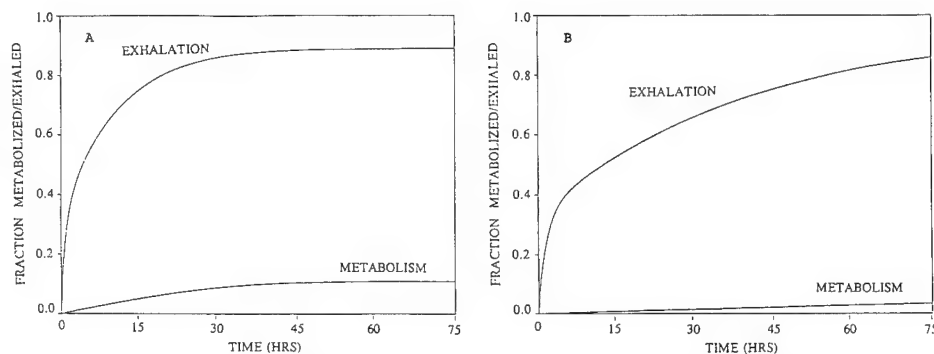 A
EXHALATION
METABOLISM
FRACTION METABOLIZED/EXHALED
1.0
0.8
0.6
0.4
0.2
0.0
0 15 30 45 60 75
TIME (HRS)
B
EXHALATION
METABOLISM
FRACTION METABOLIZED/EXHALED
1.0
0.8
0.6
0.4
0.2
0.0
0 15 30 45 60 75
TIME (HRS)